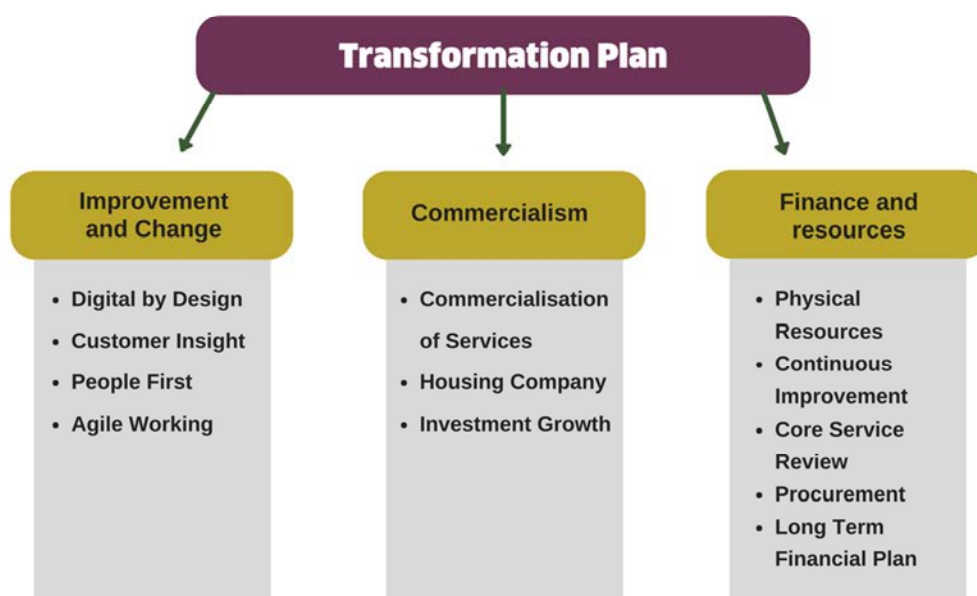 Transformation Plan
Improvement
and Change
• Digital by Design
• Customer Insight
• People First
• Agile Working
Commercialism
• Commercialisation
of Services
• Housing Company
• Investment Growth
Finance and
resources
• Physical
Resources
• Continuous
Improvement
• Core Service
Review
• Procurement
• Long Term
Financial Plan